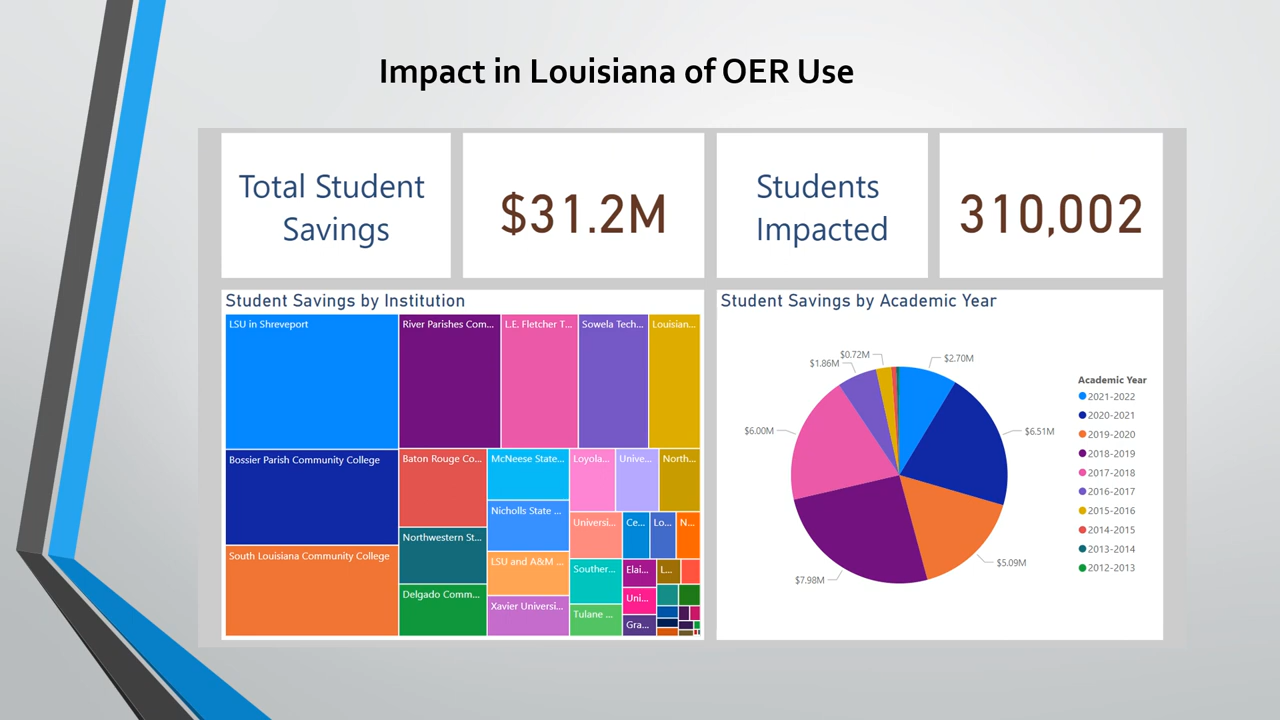 Impact in Louisiana of OER Use
Total Student
Savings
$31.2M
Students
Impacted
310,002
Student Savings by Institution
LSU in Shreveport
River Parishes Com...
L.E. Fletcher T...
Sowela Tech...
Louisian...
Bossier Parish Community College
Baton Rouge Co...
McNeese State...
Loyola...
Unive...
North...
Nicholls State ...
Universi...
Ce...
Lo...
N...
Northwestern St...
South Louisiana Community College
LSU and A&M ...
Souther...
Elai...
L...
Delgado Comm...
Xavier Universi...
Uni...
Tulane ...
Gra...
Student Savings by Academic Year
$0.72M
$1.86M
$2.70M
$6.00M
$6.51M
$7.98M
$5.09M
Academic Year
2021-2022
2020-2021
2019-2020
2018-2019
2017-2018
2016-2017
2015-2016
2014-2015
2013-2014
2012-2013